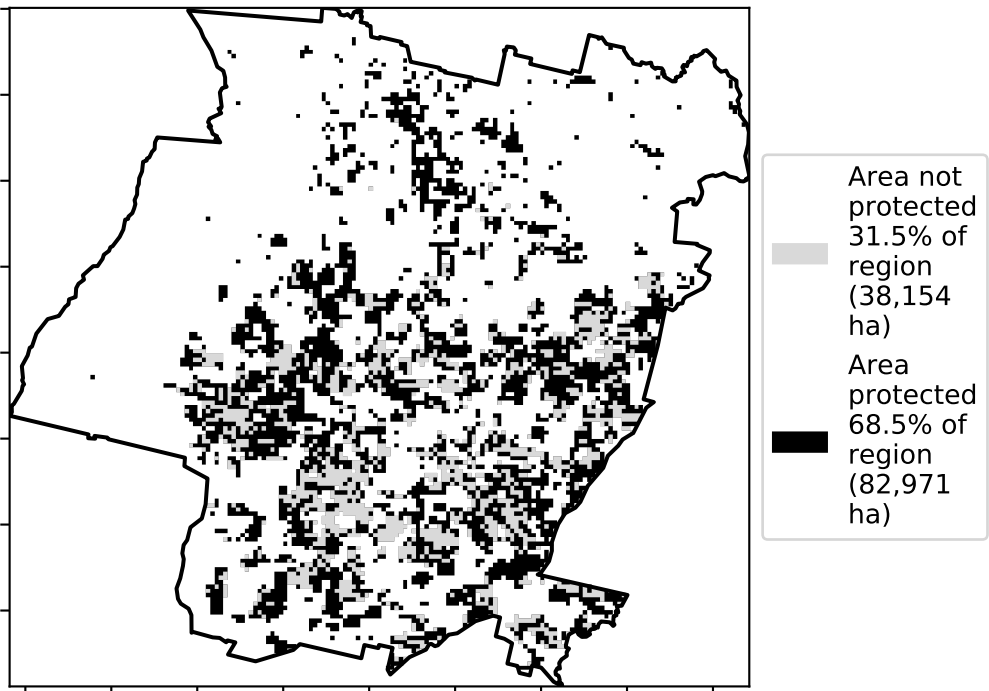 Area not
protected
31.5% of
region
(38,154
ha)
Area
protected
68.5% of
region
(82,971
ha)